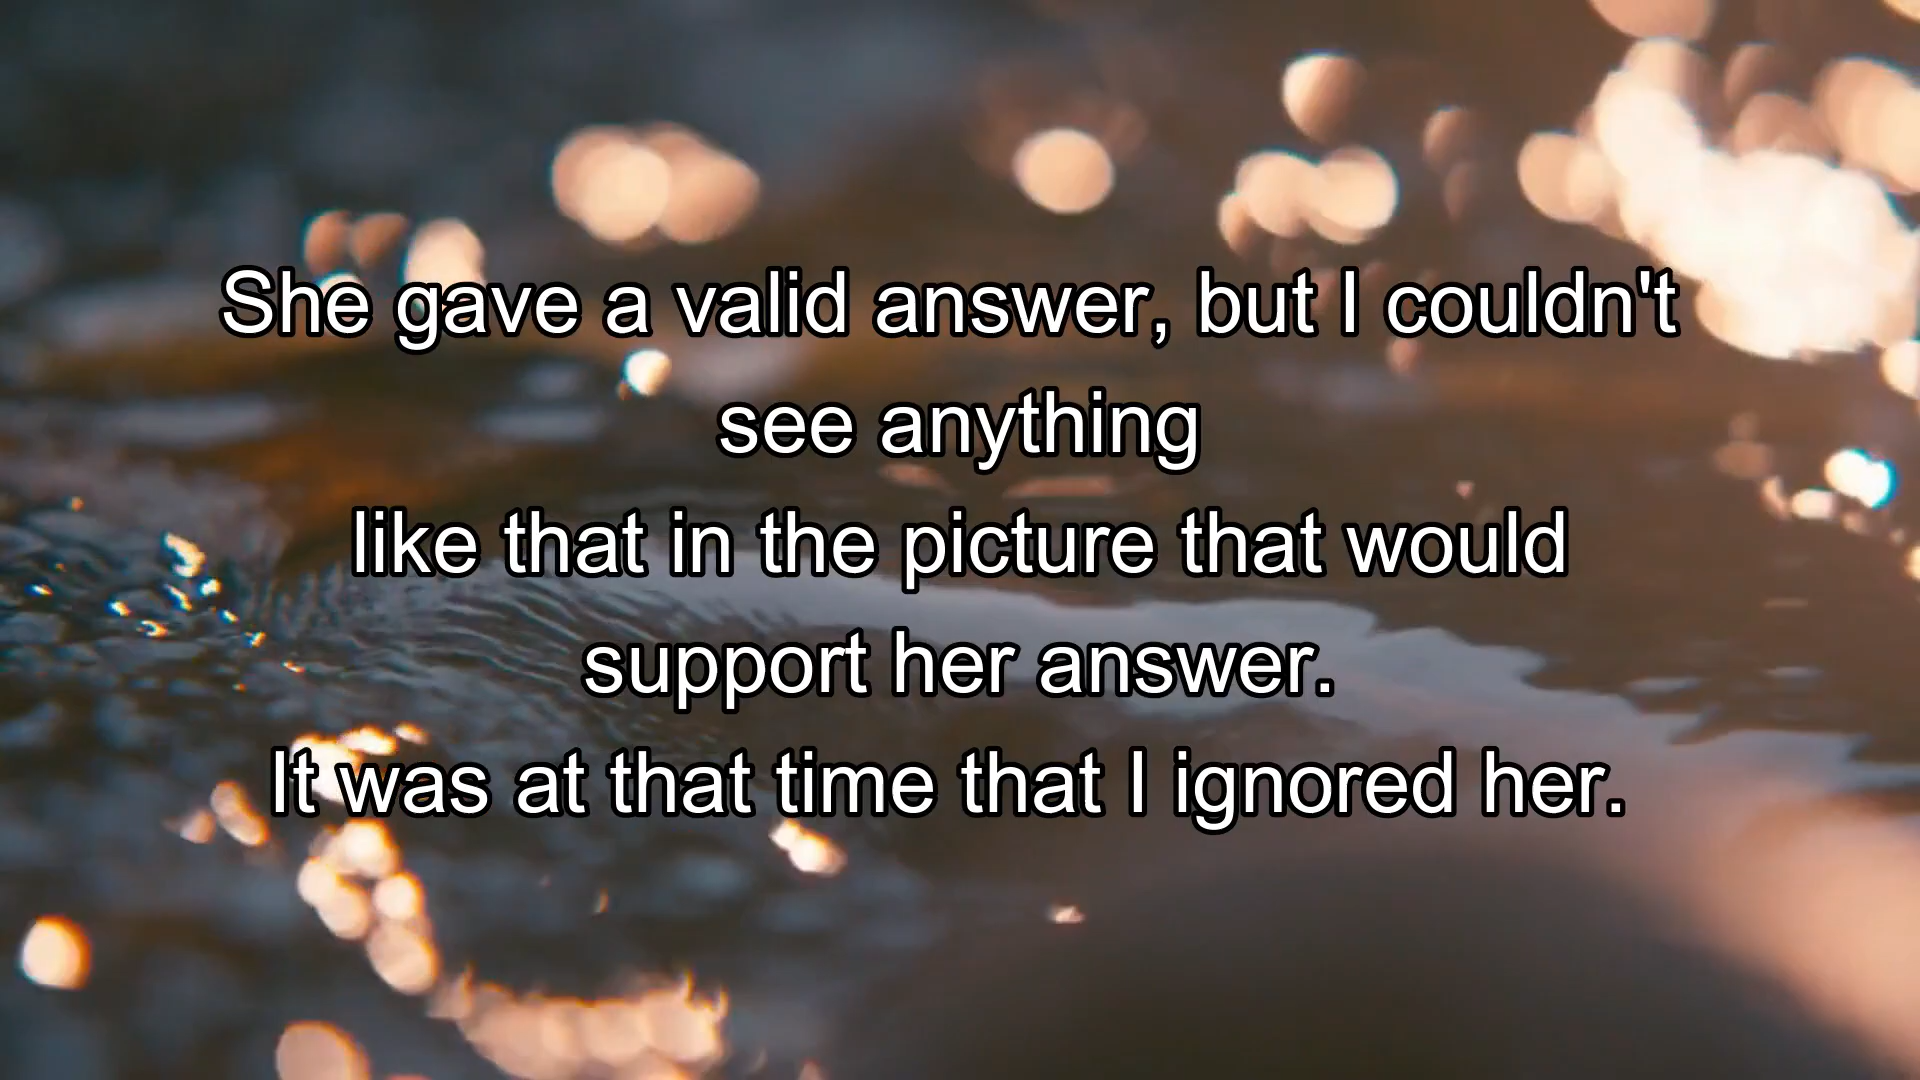 She gave a valid answer, but I couldn't
see anything
like that in the picture that would
support her answer.
It was at that time that I ignored her.